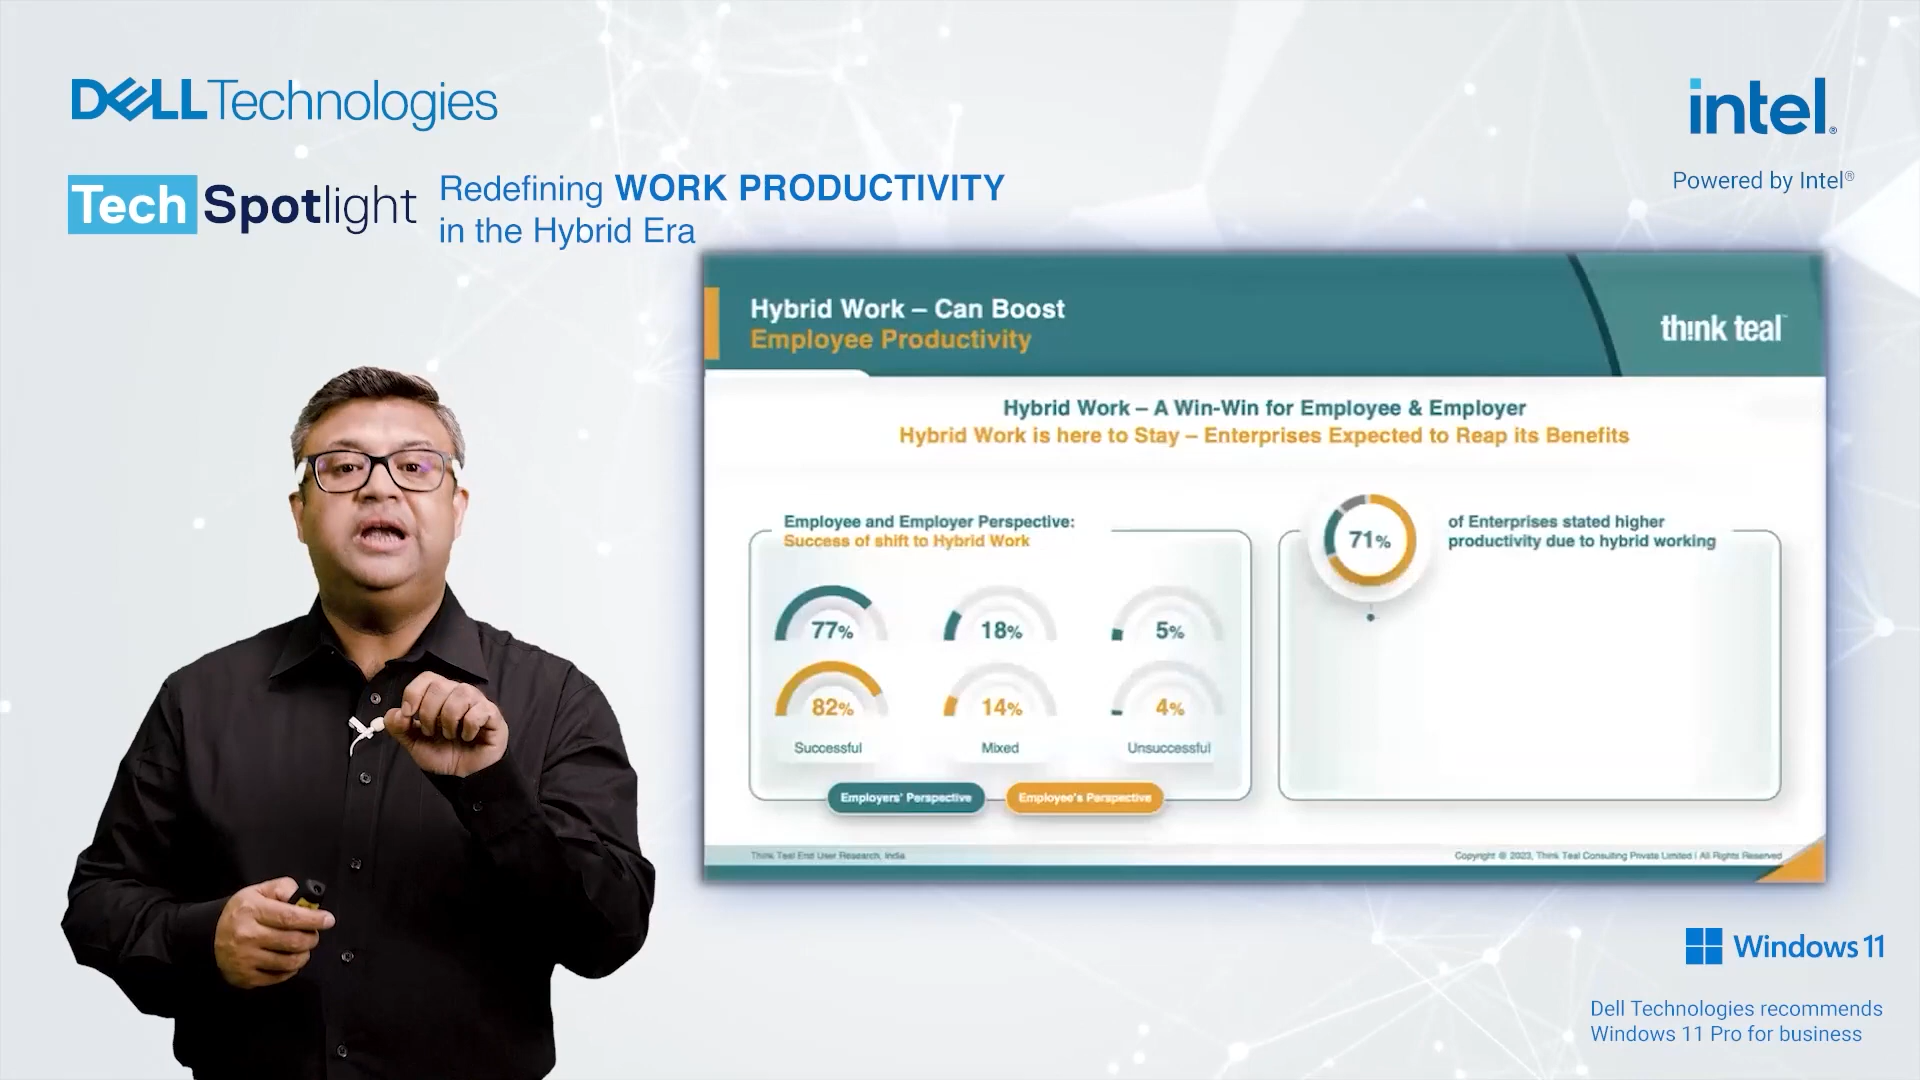 DELL Technologies
intel®
Powered by Intel®
Tech Spotlight
Redefining WORK PRODUCTIVITY
in the Hybrid Era
Hybrid Work – Can Boost
Employee Productivity
th!nk teal™
Hybrid Work – A Win-Win for Employee & Employer
Hybrid Work is here to Stay – Enterprises Expected to Reap its Benefits
Employee and Employer Perspective:
Success of shift to Hybrid Work
77%
18%
5%
82%
14%
4%
Successful
Mixed
Unsuccessful
Employers' Perspective
Employee's Perspective
71%
of Enterprises stated higher
productivity due to hybrid working
Think Teal End User Research, India
Copyright © 2023, Think Teal Consulting Private Limited | All Rights Reserved
Windows 11
Dell Technologies recommends
Windows 11 Pro for business